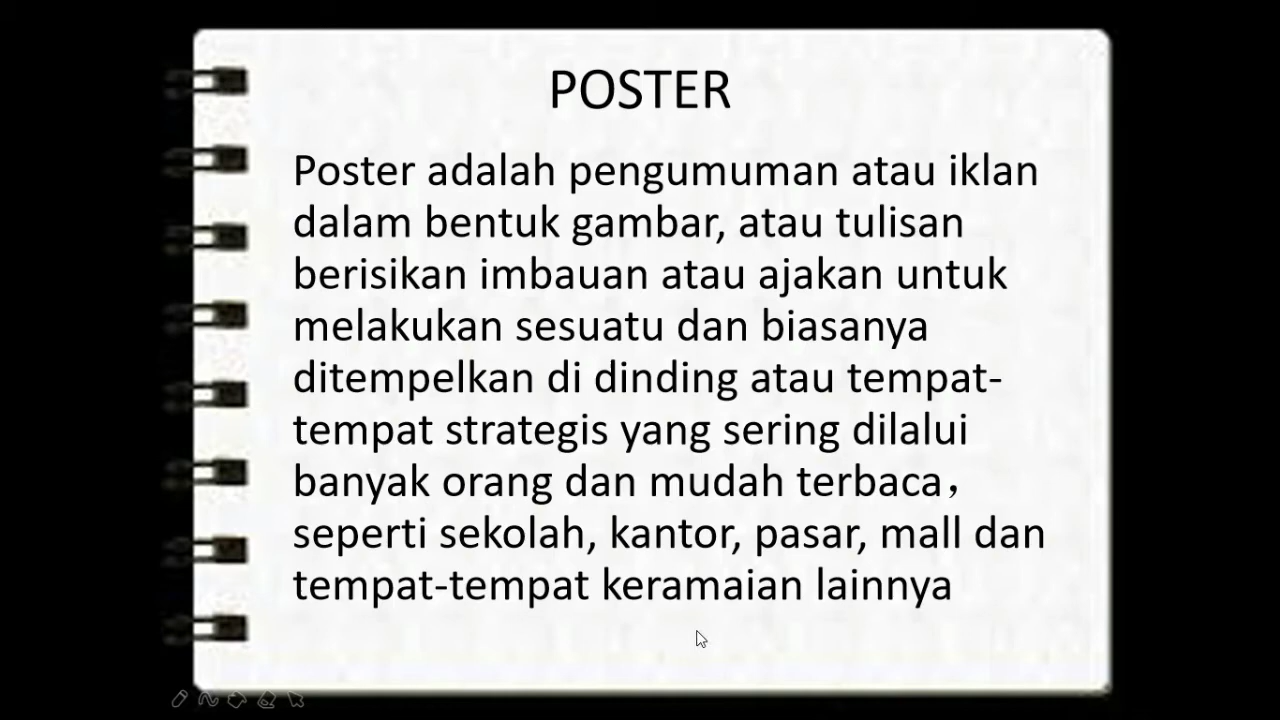 POSTER
Poster adalah pengumuman atau iklan
dalam bentuk gambar, atau tulisan
berisikan imbauan atau ajakan untuk
melakukan sesuatu dan biasanya
ditempelkan di dinding atau tempat-
tempat strategis yang sering dilalui
banyak orang dan mudah terbaca，
seperti sekolah, kantor, pasar, mall dan
tempat-tempat keramaian lainnya